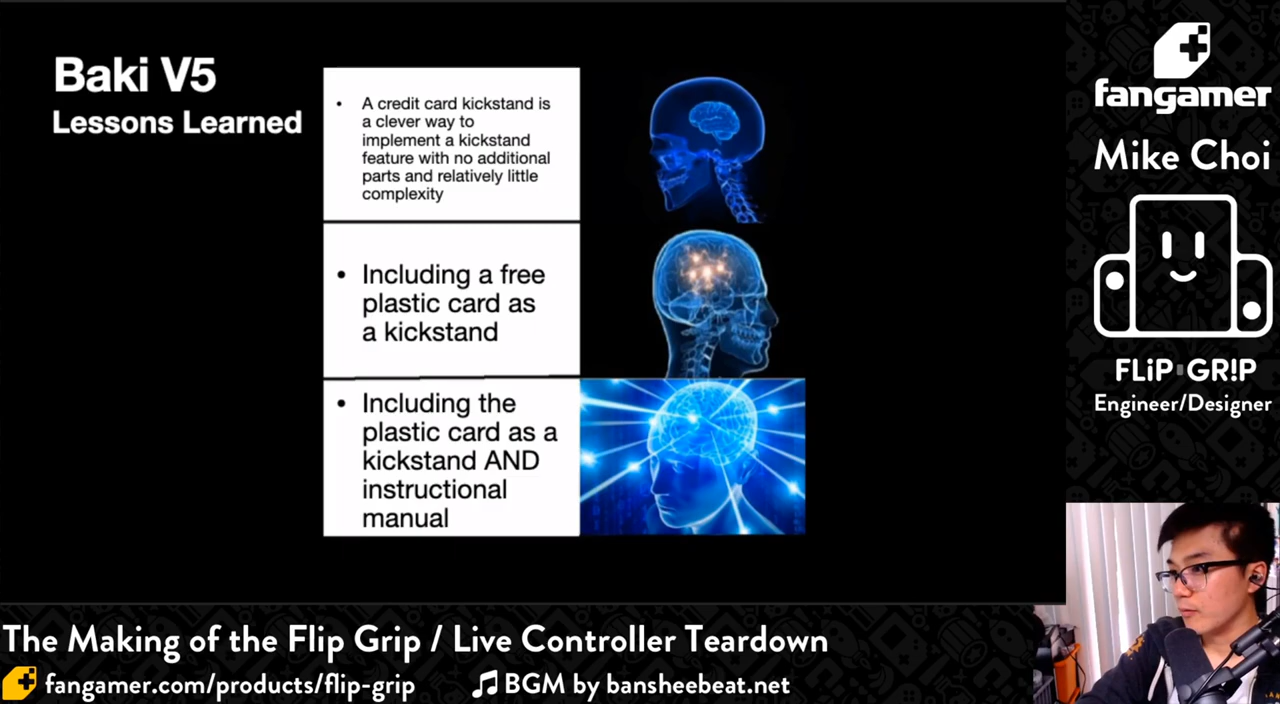 Baki V5
Lessons Learned
• A credit card kickstand is
a clever way to
implement a kickstand
feature with no additional
parts and relatively little
complexity
• Including a free
plastic card as
a kickstand
• Including the
plastic card as a
kickstand AND
instructional
manual
fangamer
Mike Choi
FLiP GR!P
Engineer/Designer
The Making of the Flip Grip / Live Controller Teardown
fangamer.com/products/flip-grip
BGM by bansheebeat.net